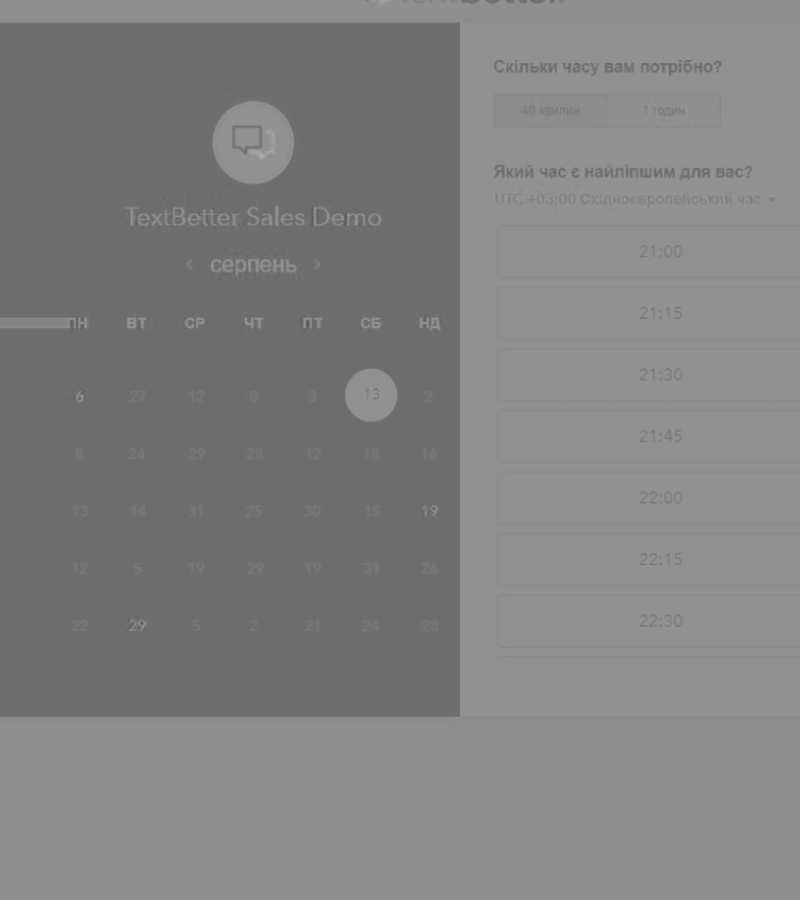 TextBetter Sales Demo
‹ серпень ›
ПН ВТ СР ЧТ ПТ СБ НД
6 27 12 8 3 13 2
5 24 29 28 12 18 16
13 14 31 25 30 15 19
12 5 19 29 19 31 26
22 29 5 2 21 24 28
Скільки часу вам потрібно?
40 хвилин 1 годин
Який час є найліпшим для вас?
UTC +03:00 Східноєвропейський час
21:00
21:15
21:30
21:45
22:00
22:15
22:30